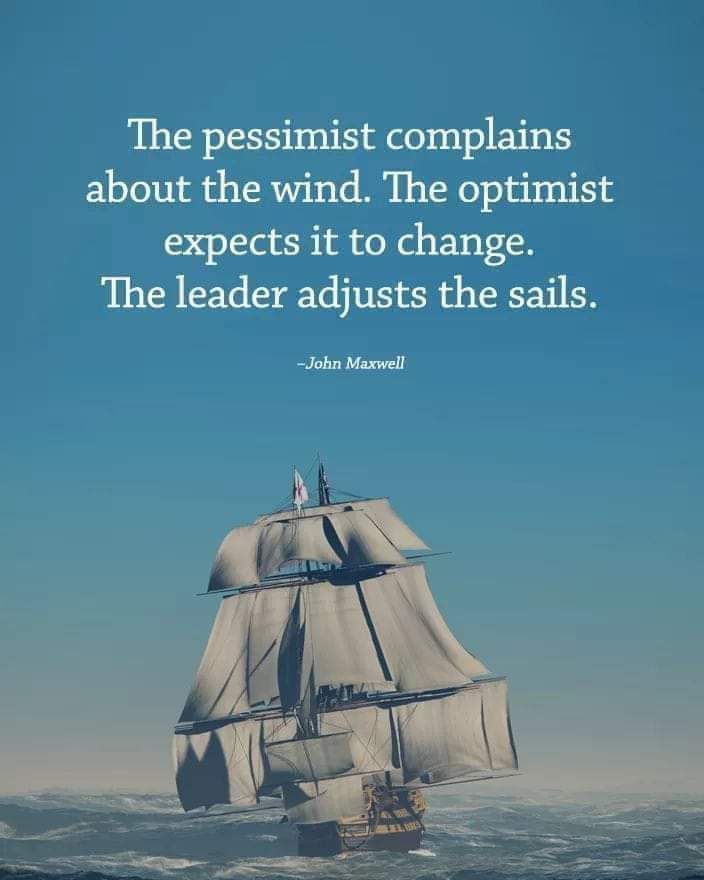 The pessimist complains
about the wind. The optimist
expects it to change.
The leader adjusts the sails.
–John Maxwell